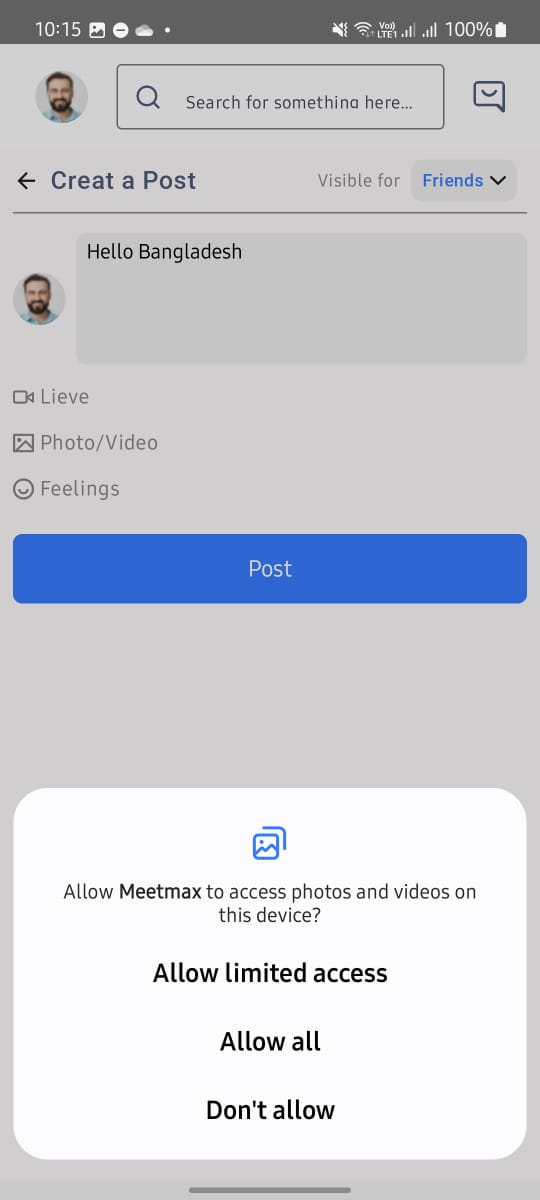 10:15 Vo) LTE1 100%
Search for something here...
Creat a Post Visible for Friends
Hello Bangladesh
Lieve
Photo/Video
Feelings
Post
Allow Meetmax to access photos and videos on
this device?
Allow limited access
Allow all
Don't allow